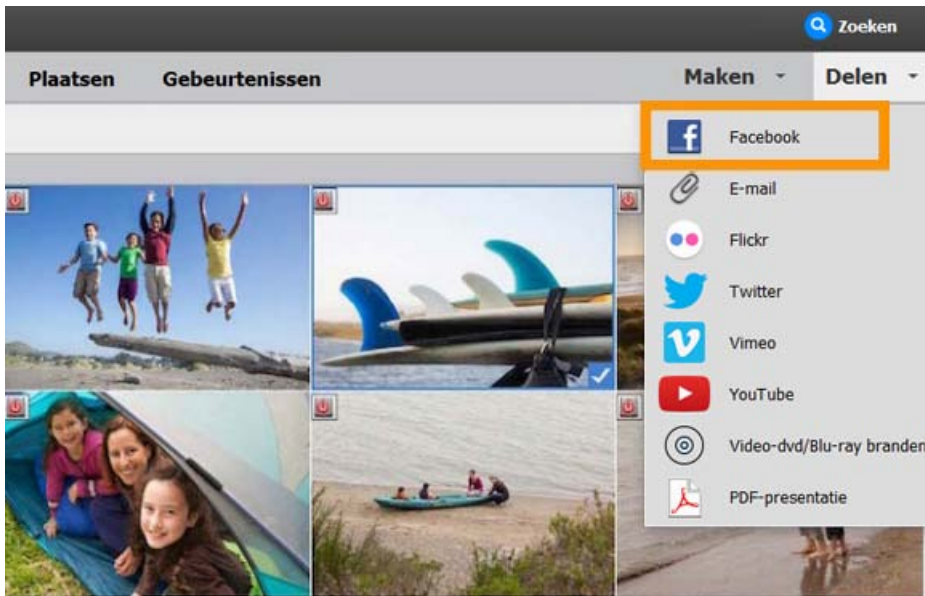 Zoeken
Plaatsen Gebeurtenissen Maken Delen
Facebook
E-mail
Flickr
Twitter
Vimeo
YouTube
Video-dvd/Blu-ray branden
PDF-presentatie